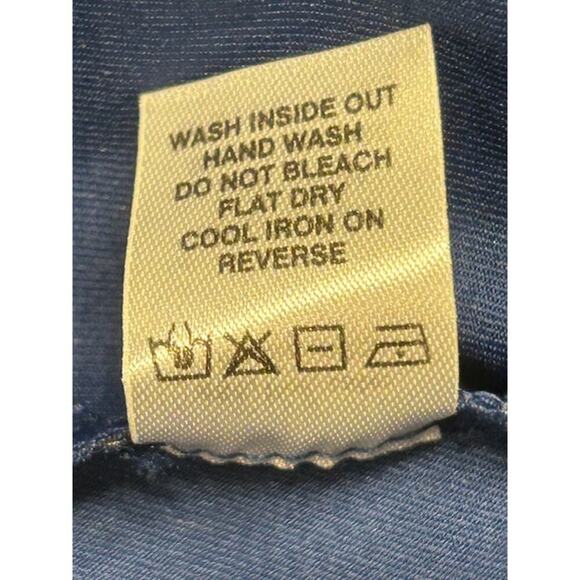 WASH INSIDE OUT
HAND WASH
DO NOT BLEACH
FLAT DRY
COOL IRON ON
REVERSE